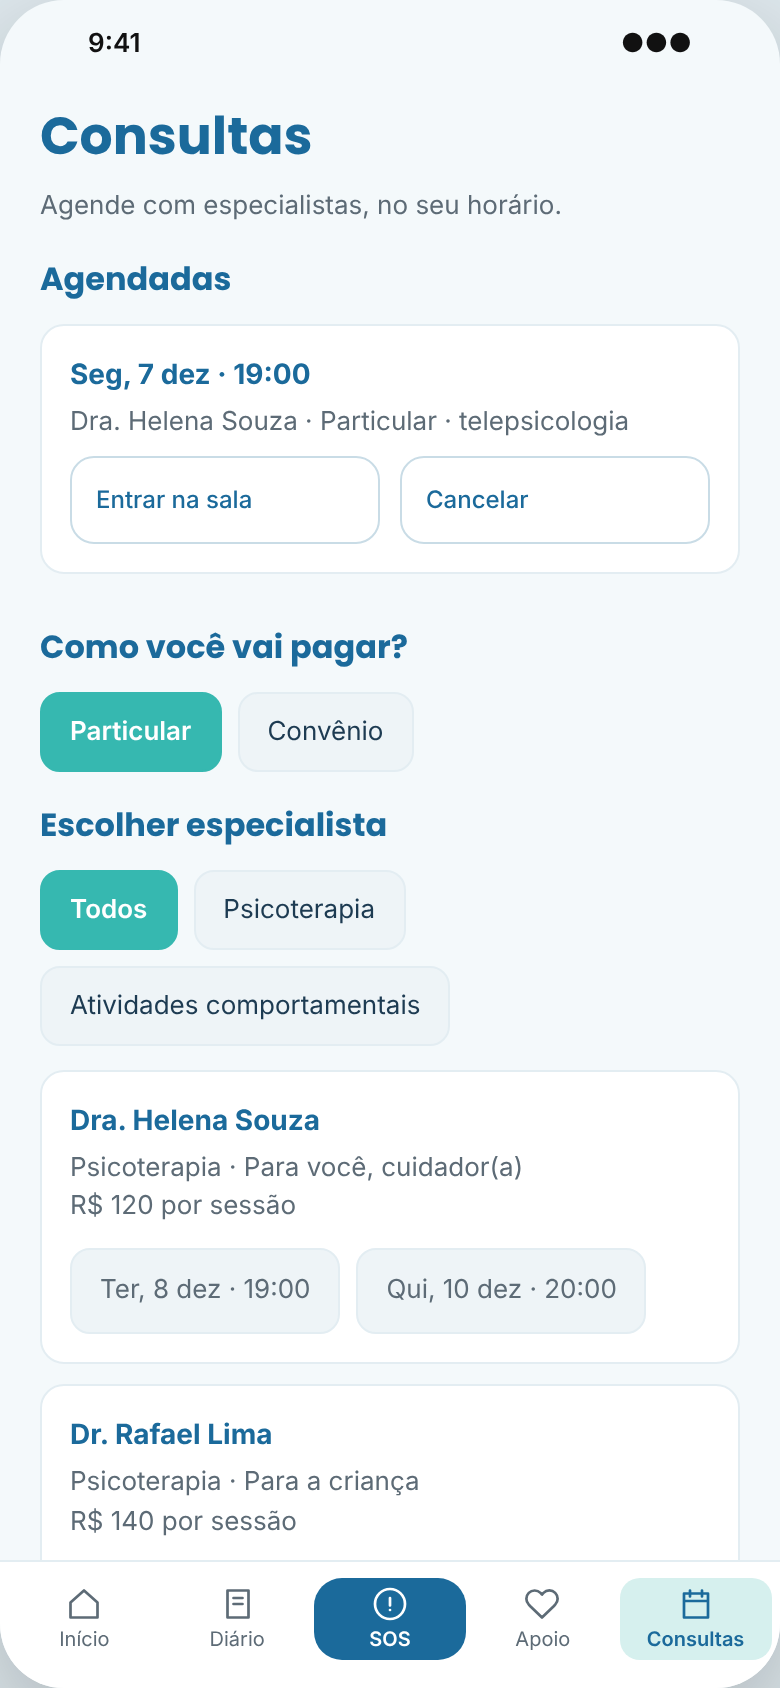 9:41
Consultas
Agende com especialistas, no seu horário.
Agendadas
Seg, 7 dez · 19:00
Dra. Helena Souza · Particular · telepsicologia
Entrar na sala
Cancelar
Como você vai pagar?
Particular
Convênio
Escolher especialista
Todos
Psicoterapia
Atividades comportamentais
Dra. Helena Souza
Psicoterapia · Para você, cuidador(a)
R$ 120 por sessão
Ter, 8 dez · 19:00
Qui, 10 dez · 20:00
Dr. Rafael Lima
Psicoterapia · Para a criança
R$ 140 por sessão
Início
Diário
SOS
Apoio
Consultas